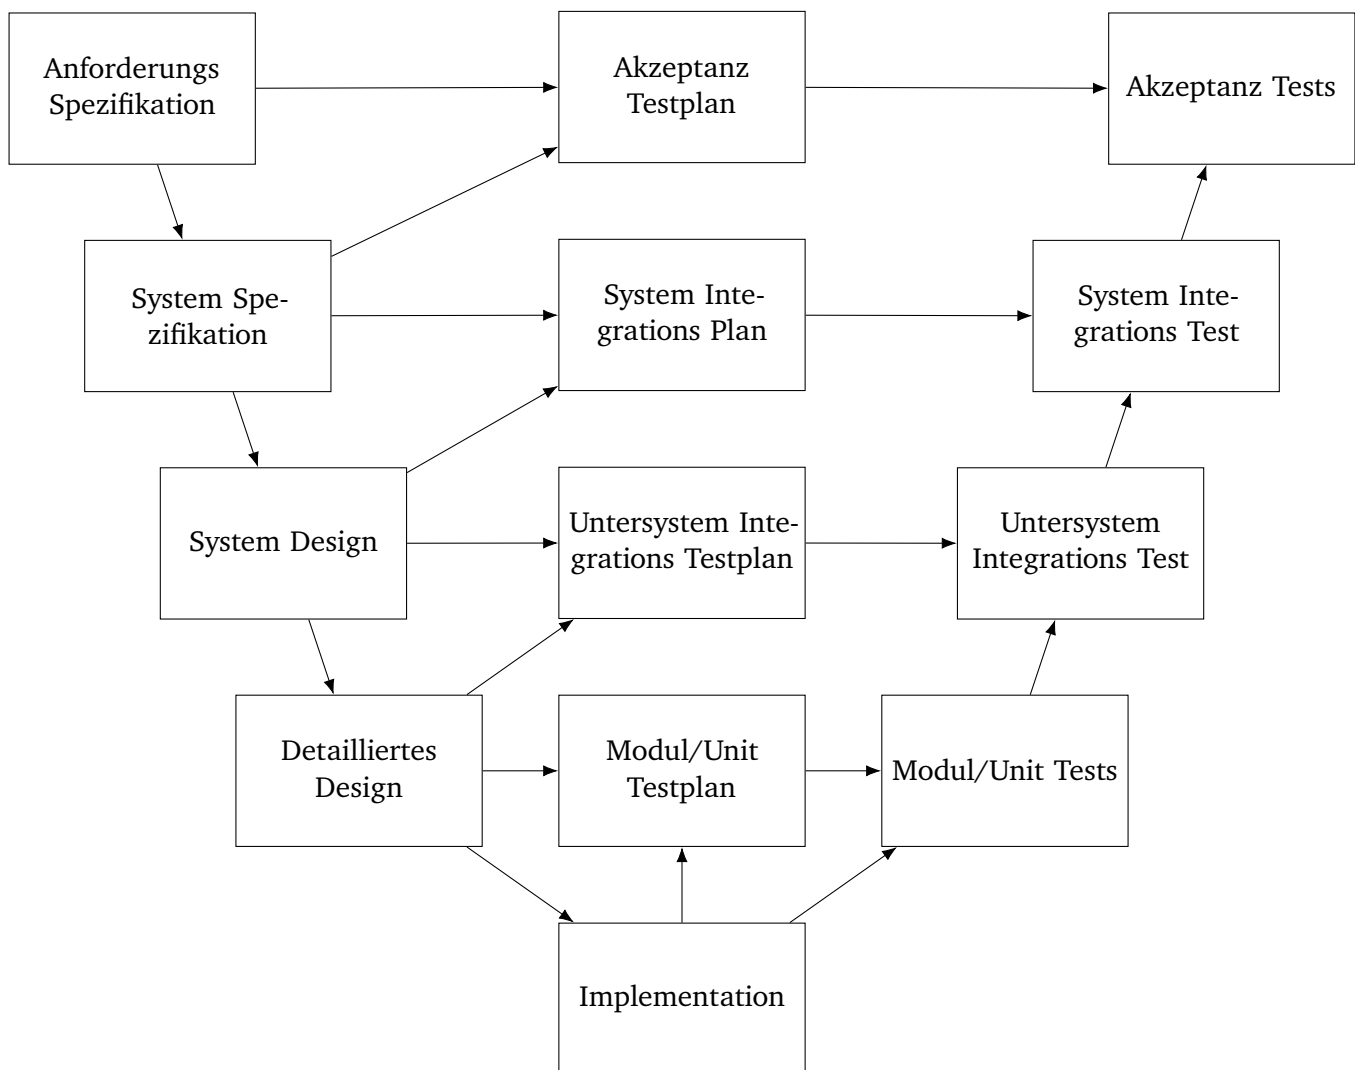 Anforderungs
Spezifikation
Akzeptanz
Testplan
Akzeptanz Tests
System Spe-
zifikation
System Inte-
grations Plan
System Inte-
grations Test
System Design
Untersystem Inte-
grations Testplan
Untersystem
Integrations Test
Detailliertes
Design
Modul/Unit
Testplan
Modul/Unit Tests
Implementation